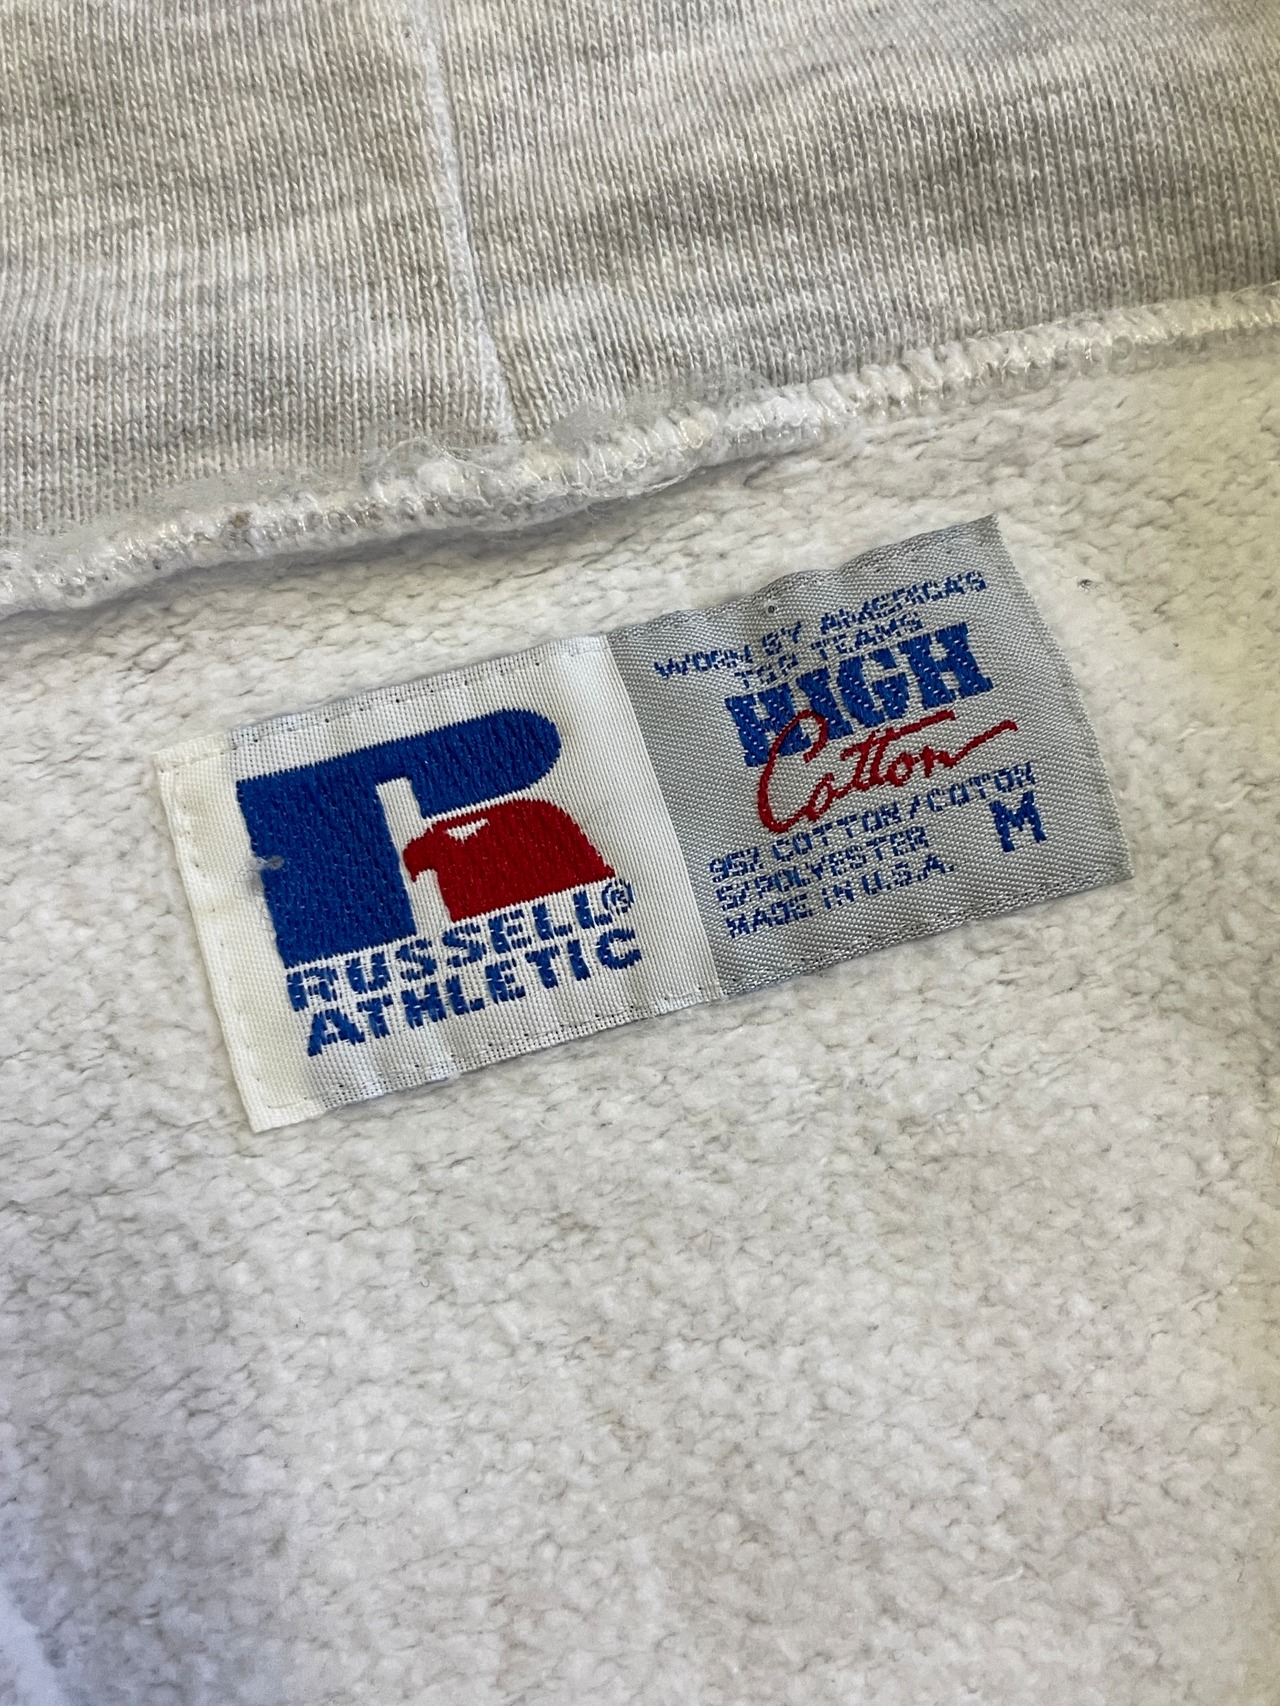 RUSSELL®
ATHLETIC
WORN BY AMERICA'S
TOP TEAMS
HIGH
Cotton
95% COTTON/COTON
5/POLYESTER
MADE IN U.S.A.
M